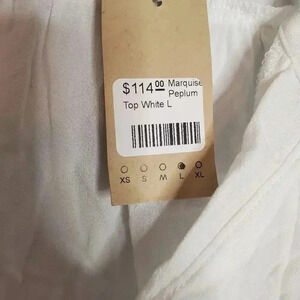 $114.00 Marquise
Peplum
Top White L
XS S M L XL